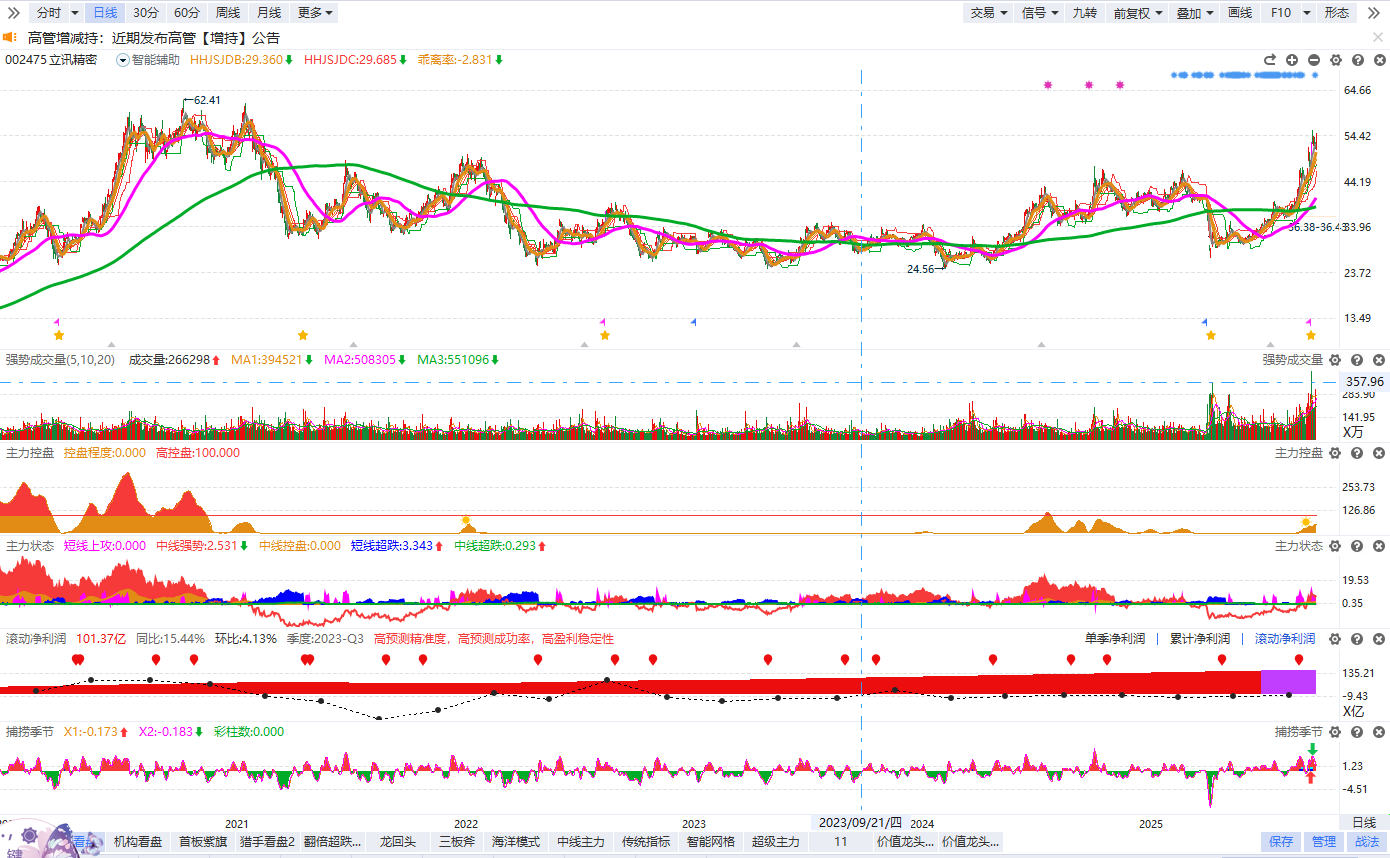 分时 日线 30分 60分 周线 月线 更多 交易 信号 九转 前复权 叠加 画线 F10 形态
高管增减持：近期发布高管【增持】公告
002475 立讯精密 智能辅助 HHJSJDB:29.360 HHJSJDC:29.685 乖离率:-2.831
64.66
62.41
54.42
44.19
36.38-36.4
33.96
24.56
23.72
13.49
强势成交量(5,10,20) 成交量:266298 MA1:394521 MA2:508305 MA3:551096 强势成交量
357.96
283.90
141.95
X万
主力控盘 控盘程度:0.000 高控盘:100.000 主力控盘
253.73
126.86
主力状态 短线上攻:0.000 中线强势:2.531 中线控盘:0.000 短线超跌:3.343 中线超跌:0.293 主力状态
19.53
0.35
滚动净利润 101.37亿 同比:15.44% 环比:4.13% 季度:2023-Q3 高预测精准度，高预测成功率，高盈利稳定性 单季净利润 | 累计净利润 | 滚动净利润
135.21
-9.43
X亿
捕捞季节 X1:-0.173 X2:-0.183 彩柱数:0.000 捕捞季节
1.23
-4.51
2021 2022 2023 2023/09/21/四 2024 2025 日线
看盘 机构看盘 首板紫旗 猎手看盘2 翻倍超跌... 龙回头 三板斧 海洋模式 中线主力 传统指标 智能网格 超级主力 11 价值龙头... 价值龙头... 保存 管理 战法
键